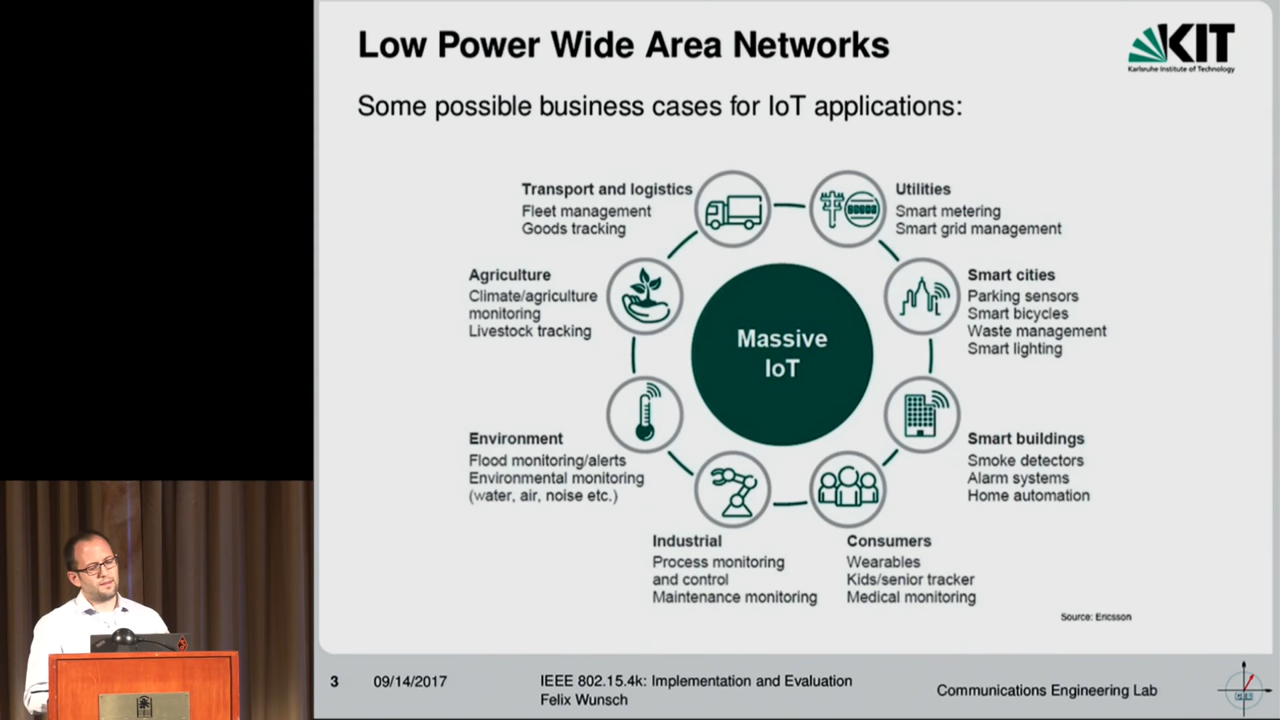 Low Power Wide Area Networks
KIT
Karlsruhe Institute of Technology
Some possible business cases for IoT applications:
Transport and logistics
Fleet management
Goods tracking
Utilities
Smart metering
Smart grid management
Agriculture
Climate/agriculture
monitoring
Livestock tracking
Smart cities
Parking sensors
Smart bicycles
Waste management
Smart lighting
Massive
IoT
Environment
Flood monitoring/alerts
Environmental monitoring
(water, air, noise etc.)
Smart buildings
Smoke detectors
Alarm systems
Home automation
Industrial
Process monitoring
and control
Maintenance monitoring
Consumers
Wearables
Kids/senior tracker
Medical monitoring
Source: Ericsson
3
09/14/2017
IEEE 802.15.4k: Implementation and Evaluation
Felix Wunsch
Communications Engineering Lab